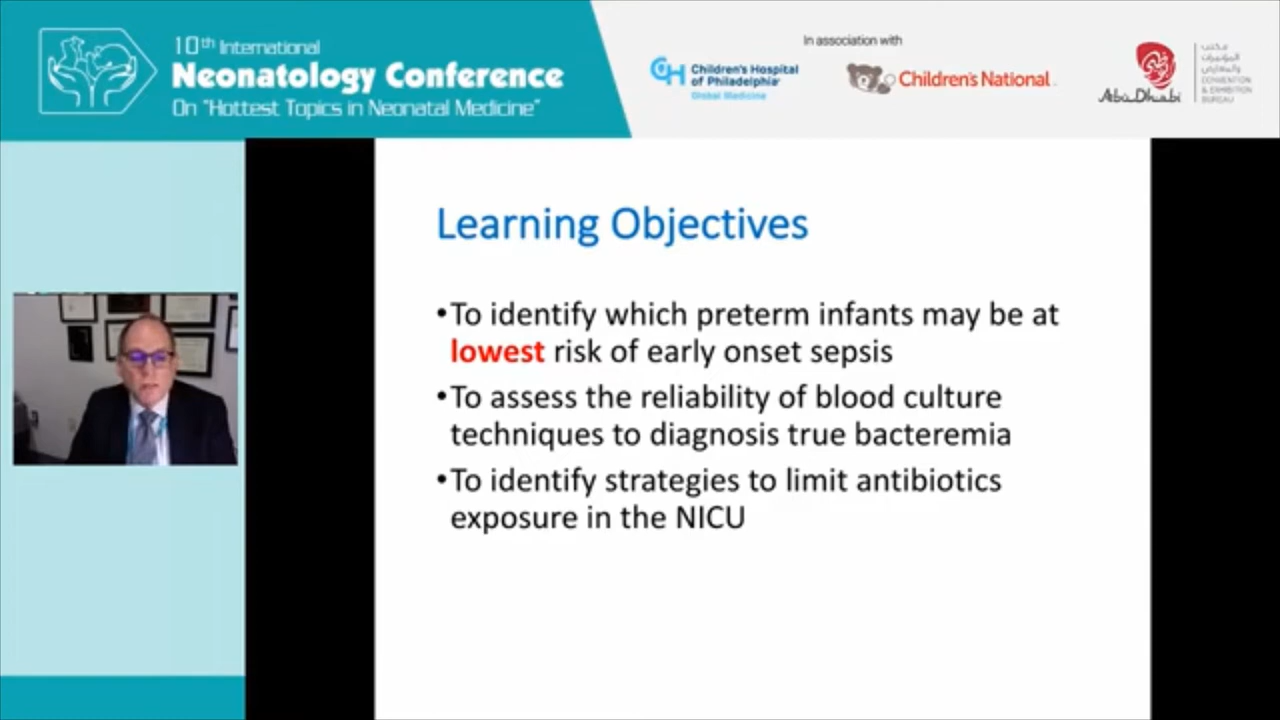 10th International
Neonatology Conference
On "Hottest Topics in Neonatal Medicine"
In association with
Children's Hospital
of Philadelphia
Global Medicine
Children's National
Abu Dhabi
مكتب
المؤتمرات
والمعارض
CONVENTION
& EXHIBITION
BUREAU
Learning Objectives
•To identify which preterm infants may be at
lowest risk of early onset sepsis
•To assess the reliability of blood culture
techniques to diagnosis true bacteremia
•To identify strategies to limit antibiotics
exposure in the NICU